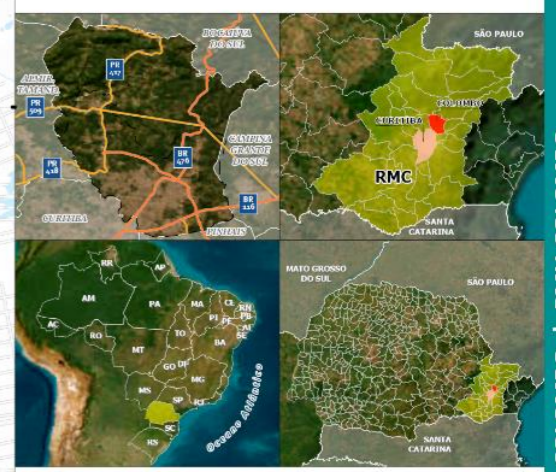 BOCAIÚVA
DO SUL
PR
417
ALMIR.
TAMAND.
PR
509
CAMPINA
GRANDE
DO SUL
PR
418
BR
476
BR
116
CURITIBA
PINHAIS
SÃO PAULO
COLOMBO
CURITIBA
RMC
SANTA
CATARINA
RR
AP
AM
PA
MA
CE
RN
PB
PI
PE
AC
RO
TO
SE
BA
MT
GO
DF
MG
MS
SP
RJ
SC
RS
Oceano Atlântico
MATO GROSSO
DO SUL
SÃO PAULO
SANTA
CATARINA